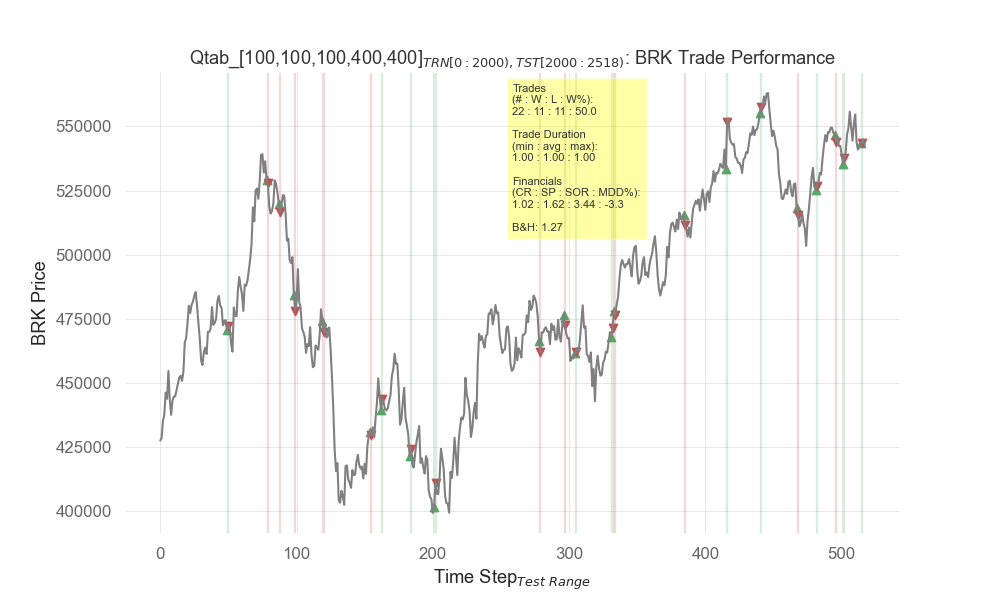 Qtab_[100,100,100,400,400]TRN[0 : 2000), TST[2000 : 2518): BRK Trade Performance
Trades
(# : W : L : W%):
22 : 11 : 11 : 50.0
Trade Duration
(min : avg : max):
1.00 : 1.00 : 1.00
Financials
(CR : SP : SOR : MDD%):
1.02 : 1.62 : 3.44 : -3.3
B&H: 1.27
BRK Price
550000
525000
500000
475000
450000
425000
400000
0 100 200 300 400 500
Time Step Test Range